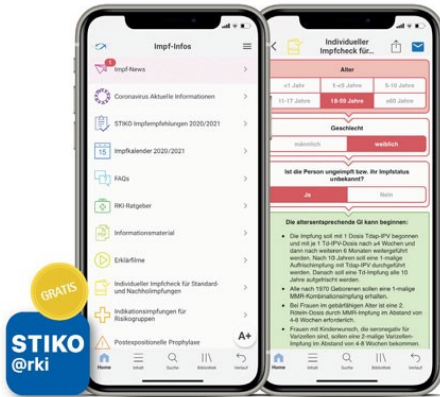 Impf-Infos
1
Impf-News
Coronavirus Aktuelle Informationen
STIKO Impfempfehlungen 2020/2021
15
Impfkalender 2020/2021
FAQs
RKI-Ratgeber
Informationsmaterial
Erklärfilme
Individueller Impfcheck für Standard-
und Nachholimpfungen
Indikationsimpfungen für
Risikogruppen
Postexpositionelle Prophylaxe
A+
Home
Inhalt
Suche
Bibliothek
Verlauf
GRATIS
STIKO
@rki
Individueller
Impfcheck für...
Alter
<1 Jahr
1-<5 Jahre
5-10 Jahre
11-17 Jahre
18-59 Jahre
≥60 Jahre
Geschlecht
männlich
weiblich
Ist die Person ungeimpft bzw. ihr Impfstatus
unbekannt?
Ja
Nein
Die altersentsprechende GI kann beginnen:
• Die Impfung soll mit 1 Dosis Tdap-IPV begonnen
und mit je 1 Td-IPV-Dosis nach ≥4 Wochen und
dann nach weiteren 6 Monaten weitergeführt
werden. Nach 10 Jahren soll eine 1-malige
Auffrischimpfung mit Tdap-IPV durchgeführt
werden. Danach soll eine Td-Impfung alle 10
Jahre aufgefrischt werden.
• Alle nach 1970 Geborenen sollen eine 1-malige
MMR-Kombinationsimpfung erhalten.
• Bei Frauen im gebärfähigen Alter ist eine 2.
Röteln-Dosis durch MMR-Impfung im Abstand von
4-8 Wochen erforderlich.
• Frauen mit Kinderwunsch, die seronegativ für
Varizellen sind, sollen eine 2-malige Varizellen-
Impfung im Abstand von 4-6 Wochen bekommen.
Home
Inhalt
Suche
Bibliothek
Verlauf